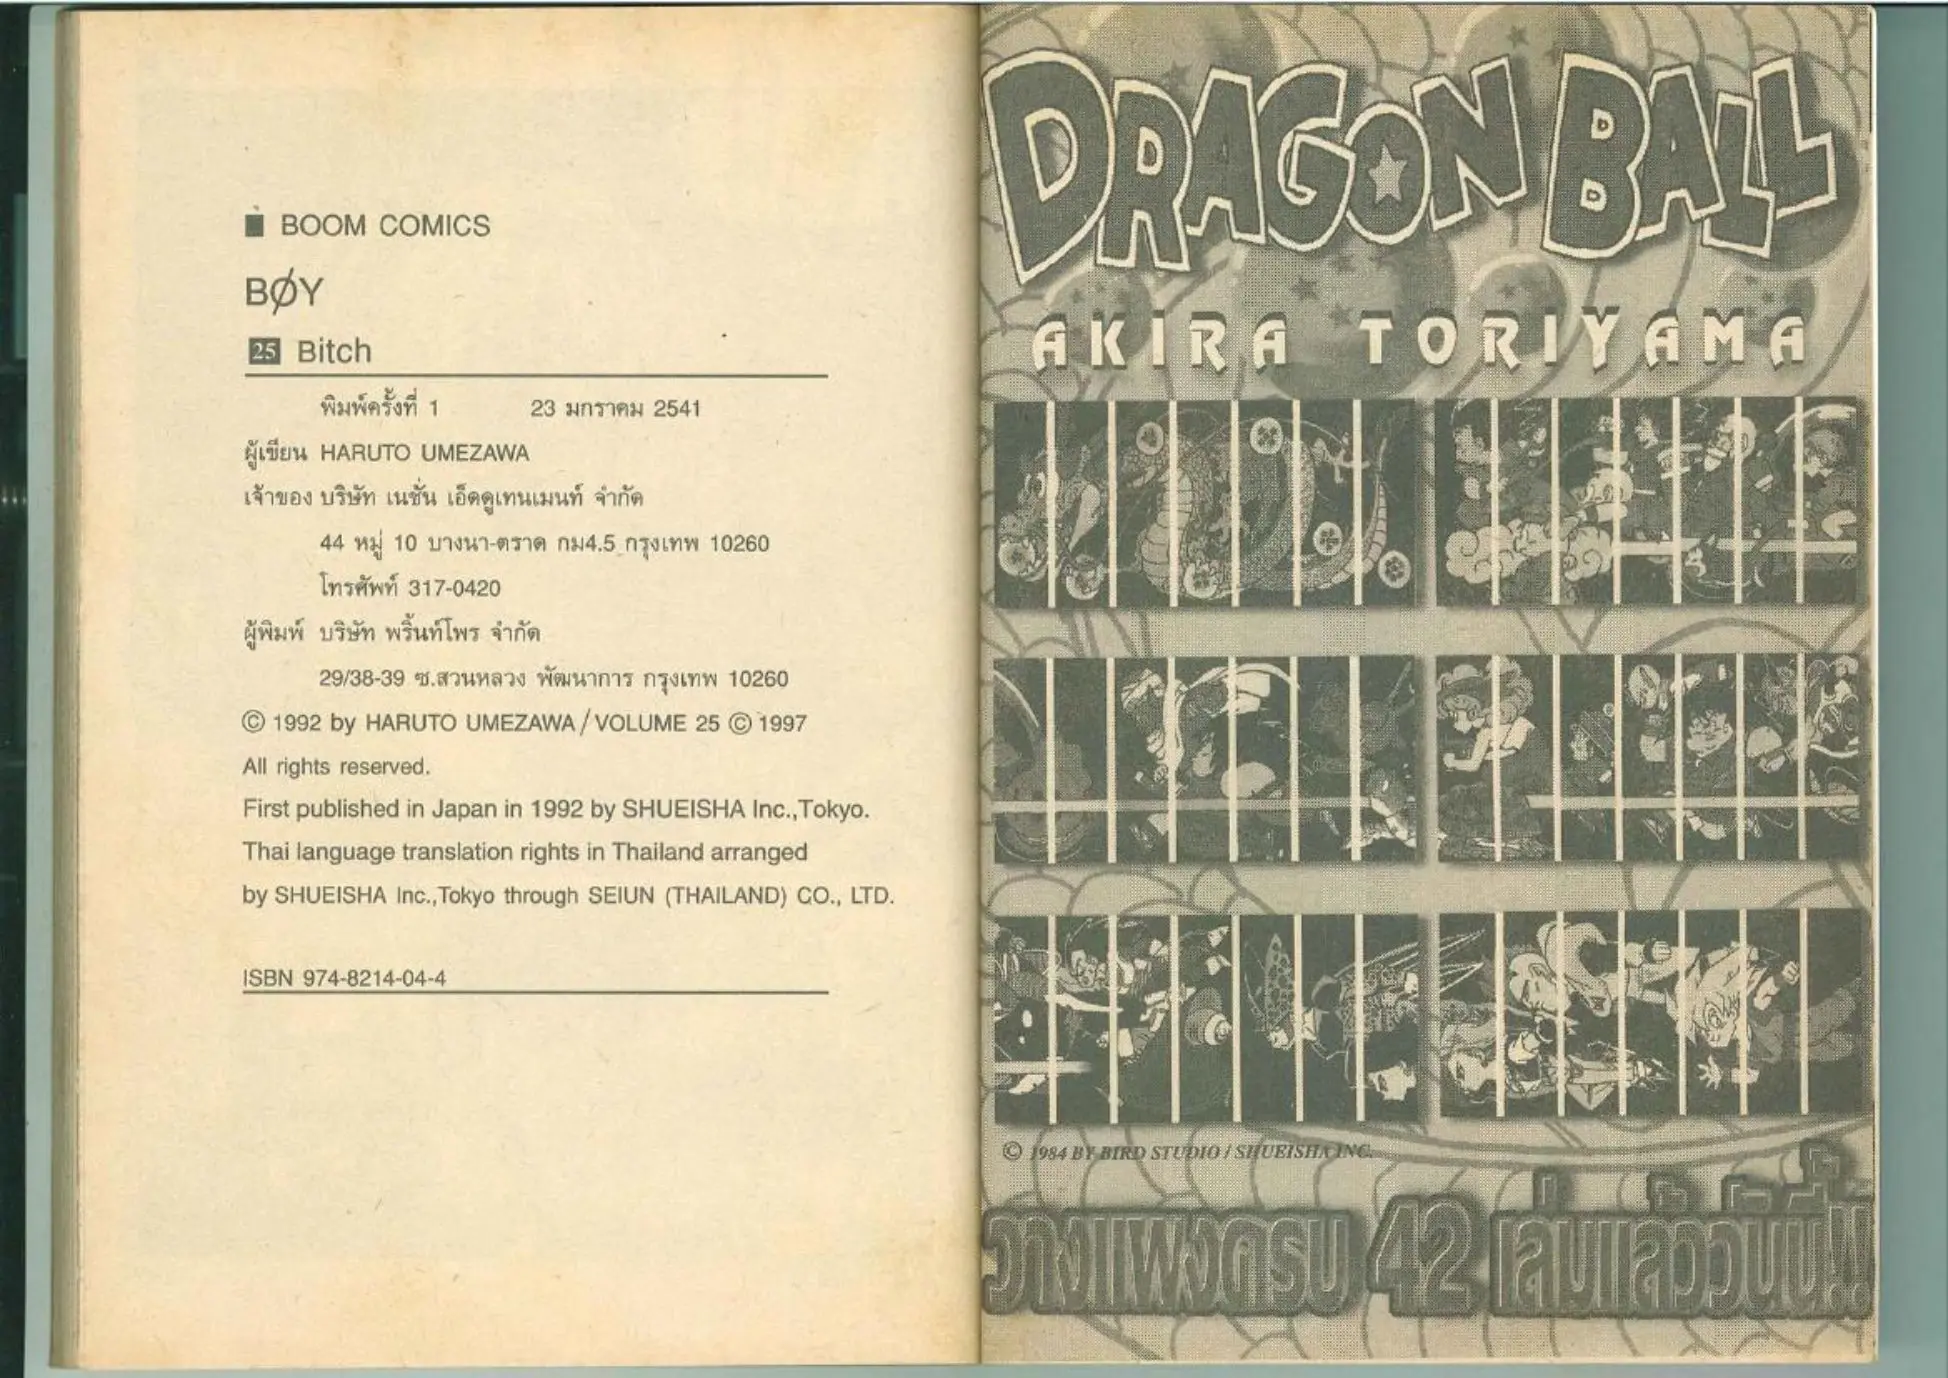 BOOM COMICS
BØY
25 Bitch
พิมพ์ครั้งที่ 1 23 มกราคม 2541
ผู้เขียน HARUTO UMEZAWA
เจ้าของ บริษัท เนชั่น เอ็ดดูเทนเมนท์ จำกัด
44 หมู่ 10 บางนา-ตราด กม4.5 กรุงเทพ 10260
โทรศัพท์ 317-0420
ผู้พิมพ์ บริษัท พริ้นท์โพร จำกัด
29/38-39 ซ.สวนหลวง พัฒนาการ กรุงเทพ 10260
© 1992 by HARUTO UMEZAWA/VOLUME 25 © 1997
All rights reserved.
First published in Japan in 1992 by SHUEISHA Inc.,Tokyo.
Thai language translation rights in Thailand arranged
by SHUEISHA Inc.,Tokyo through SEIUN (THAILAND) CO., LTD.
ISBN 974-8214-04-4
DRAGON BALL
AKIRA TORIYAMA
© 1984 BY BIRD STUDIO / SHUEISHA INC.
วางแผงครบ 42 เล่มแล้ววันนี้!!